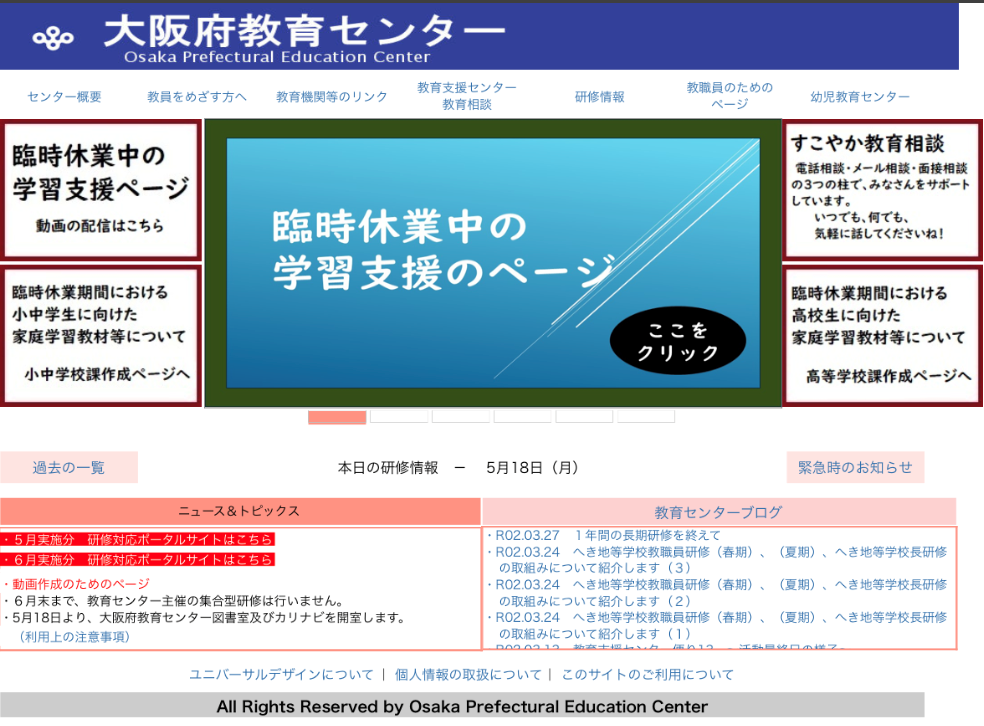 大阪府教育センター
Osaka Prefectural Education Center
センター概要
教員をめざす方へ
教育機関等のリンク
教育支援センター
教育相談
研修情報
教職員のための
ページ
幼児教育センター
臨時休業中の
学習支援ページ
動画の配信はこちら
臨時休業期間における
小中学生に向けた
家庭学習教材等について
小中学校課作成ページへ
臨時休業中の
学習支援のページ
ここを
クリック
すこやか教育相談
電話相談・メール相談・面接相談
の3つの柱で、みなさんをサポート
しています。
いつでも、何でも、
気軽に話してくださいね！
臨時休業期間における
高校生に向けた
家庭学習教材等について
高等学校課作成ページへ
過去の一覧
本日の研修情報 － 5月18日（月）
緊急時のお知らせ
ニュース＆トピックス
・５月実施分　研修対応ポータルサイトはこちら
・６月実施分　研修対応ポータルサイトはこちら
・動画作成のためのページ
・６月末まで、教育センター主催の集合型研修は行いません。
・5月18日より、大阪府教育センター図書室及びカリナビを開室します。
（利用上の注意事項）
教育センターブログ
・R02.03.27　１年間の長期研修を終えて
・R02.03.24　へき地等学校教職員研修（春期）、（夏期）、へき地等学校長研修
の取組みについて紹介します（３）
・R02.03.24　へき地等学校教職員研修（春期）、（夏期）、へき地等学校長研修
の取組みについて紹介します（２）
・R02.03.24　へき地等学校教職員研修（春期）、（夏期）、へき地等学校長研修
の取組みについて紹介します（１）
ユニバーサルデザインについて｜ 個人情報の取扱について｜ このサイトのご利用について
All Rights Reserved by Osaka Prefectural Education Center